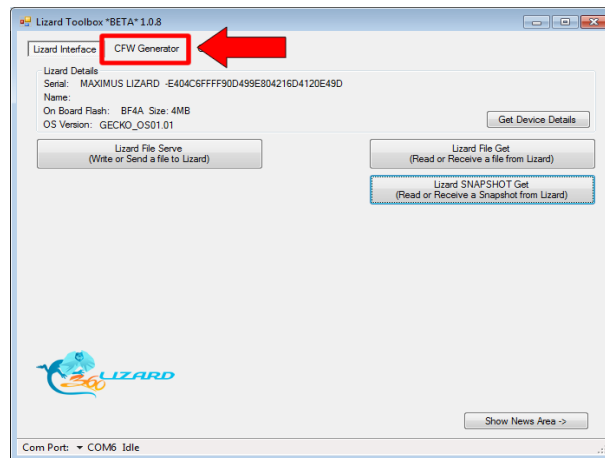 Lizard Toolbox *BETA* 1.0.8
Lizard Interface CFW Generator
Lizard Details
Serial: MAXIMUS LIZARD -E404C6FFFF90D499E804216D4120E49D
Name:
On Board Flash: BF4A Size: 4MB
OS Version: GECKO_OS01.01
Get Device Details
Lizard File Serve
(Write or Send a file to Lizard)
Lizard File Get
(Read or Receive a file from Lizard)
Lizard SNAPSHOT Get
(Read or Receive a Snapshot from Lizard)
360 LIZARD
Show News Area ->
Com Port: COM6 Idle